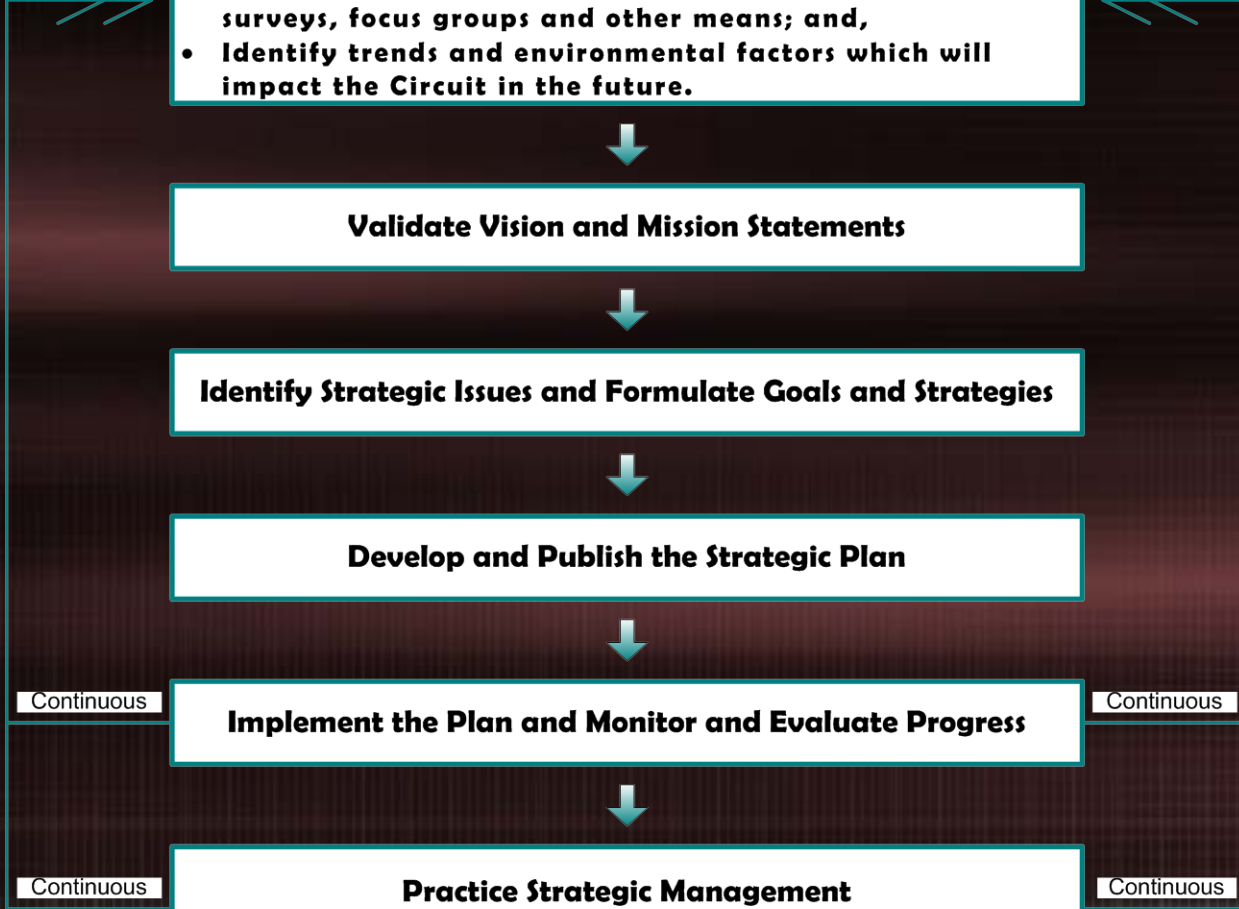 surveys, focus groups and other means; and,
• Identify trends and environmental factors which will
impact the Circuit in the future.
Validate Vision and Mission Statements
Identify Strategic Issues and Formulate Goals and Strategies
Develop and Publish the Strategic Plan
Continuous
Implement the Plan and Monitor and Evaluate Progress
Continuous
Continuous
Practice Strategic Management
Continuous